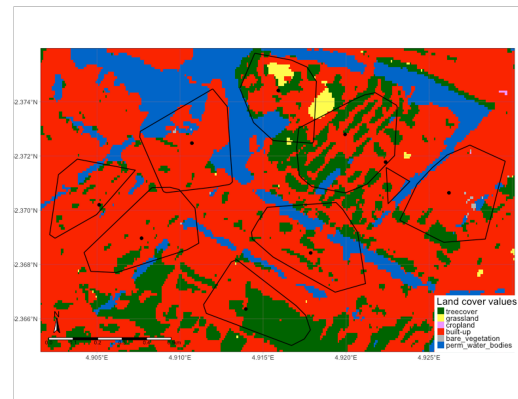 2.374°N
2.372°N
2.370°N
2.368°N
2.366°N
4.905°E
4.910°E
4.915°E
4.920°E
4.925°E
N
Land cover values
treecover
grassland
cropland
built-up
bare_vegetation
perm_water_bodies